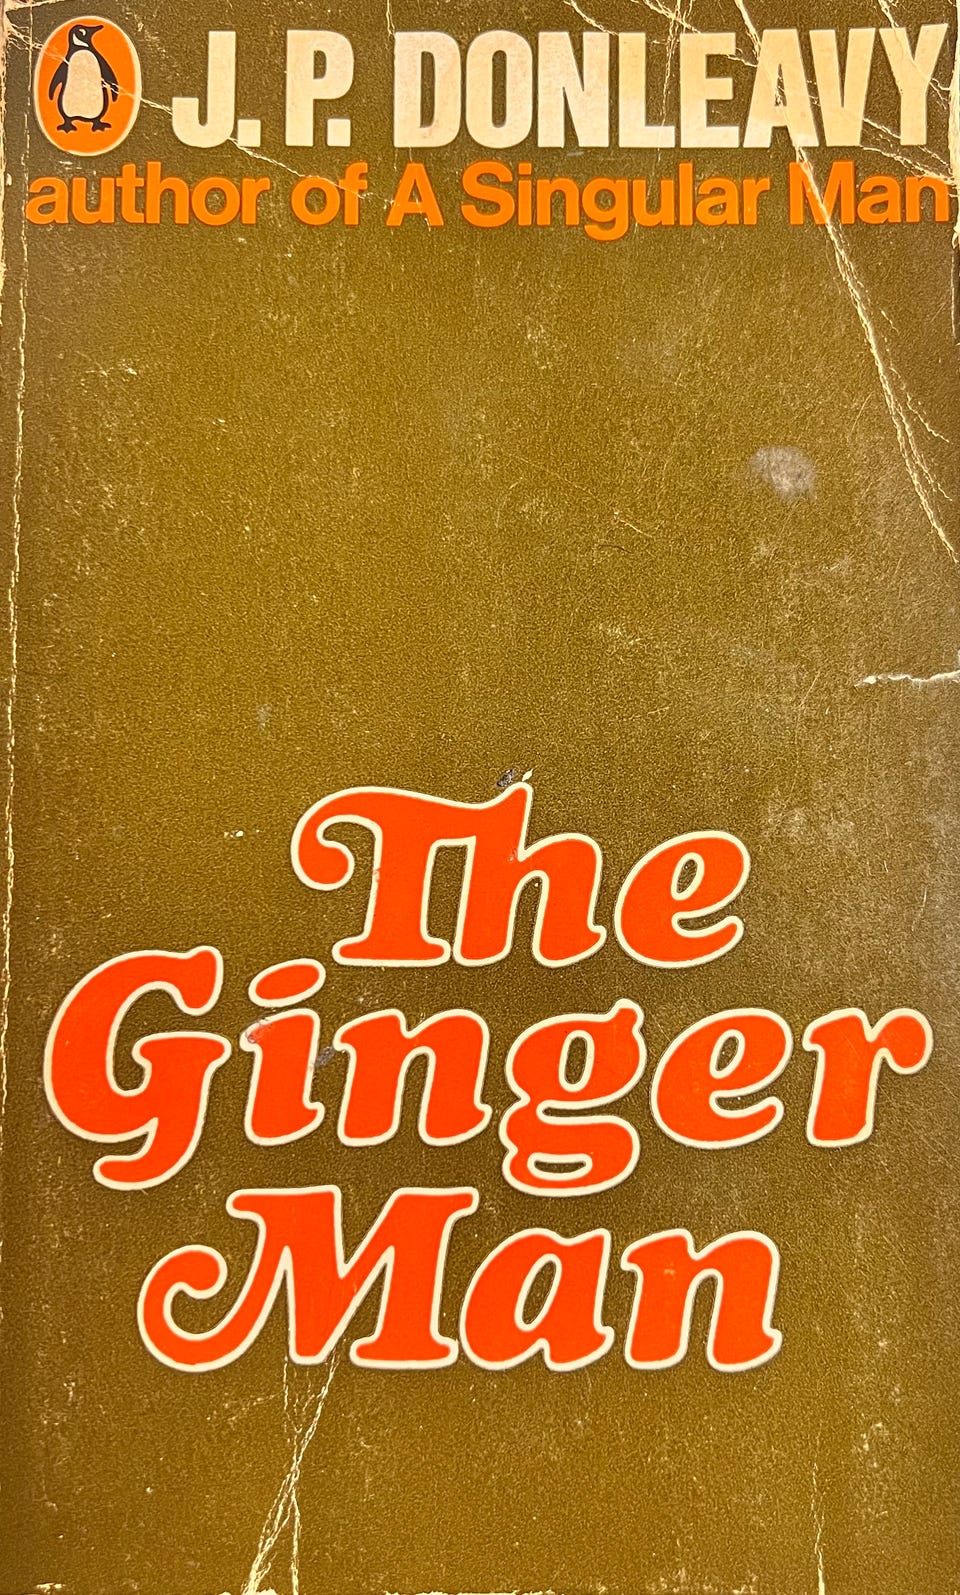 J. P. DONLEAVY
author of A Singular Man
The
Ginger
Man